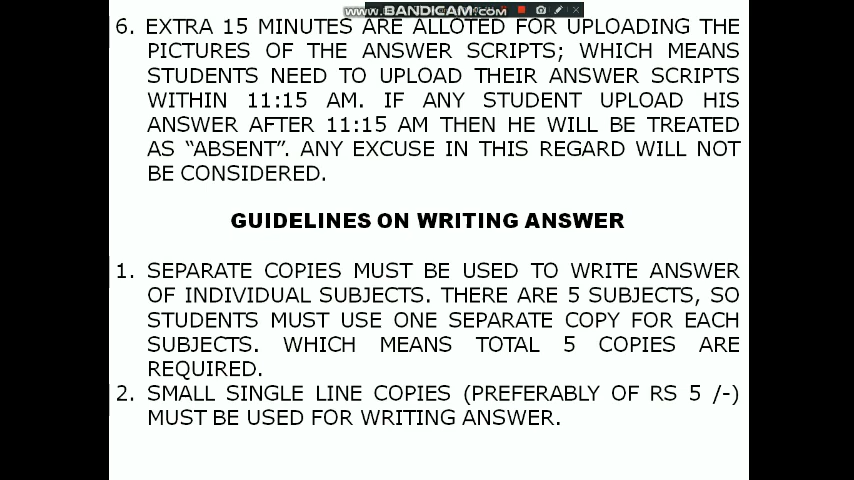 www.BANDICAM.com
6. EXTRA 15 MINUTES ARE ALLOTED FOR UPLOADING THE
PICTURES OF THE ANSWER SCRIPTS; WHICH MEANS
STUDENTS NEED TO UPLOAD THEIR ANSWER SCRIPTS
WITHIN 11:15 AM. IF ANY STUDENT UPLOAD HIS
ANSWER AFTER 11:15 AM THEN HE WILL BE TREATED
AS “ABSENT”. ANY EXCUSE IN THIS REGARD WILL NOT
BE CONSIDERED.
GUIDELINES ON WRITING ANSWER
1. SEPARATE COPIES MUST BE USED TO WRITE ANSWER
OF INDIVIDUAL SUBJECTS. THERE ARE 5 SUBJECTS, SO
STUDENTS MUST USE ONE SEPARATE COPY FOR EACH
SUBJECTS. WHICH MEANS TOTAL 5 COPIES ARE
REQUIRED.
2. SMALL SINGLE LINE COPIES (PREFERABLY OF RS 5 /-)
MUST BE USED FOR WRITING ANSWER.